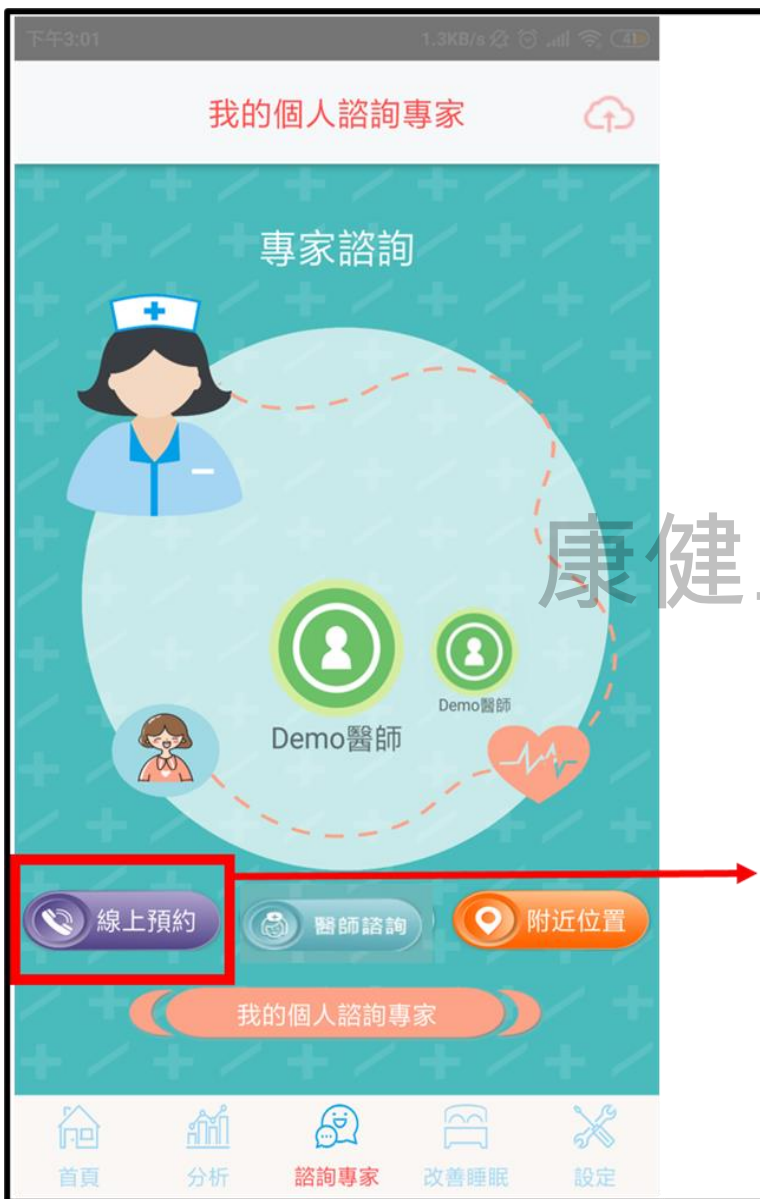 下午3:01 1.3KB/s 41
我的個人諮詢專家
專家諮詢
康健
Demo醫師
Demo醫師
線上預約 醫師諮詢 附近位置
我的個人諮詢專家
首頁 分析 諮詢專家 改善睡眠 設定